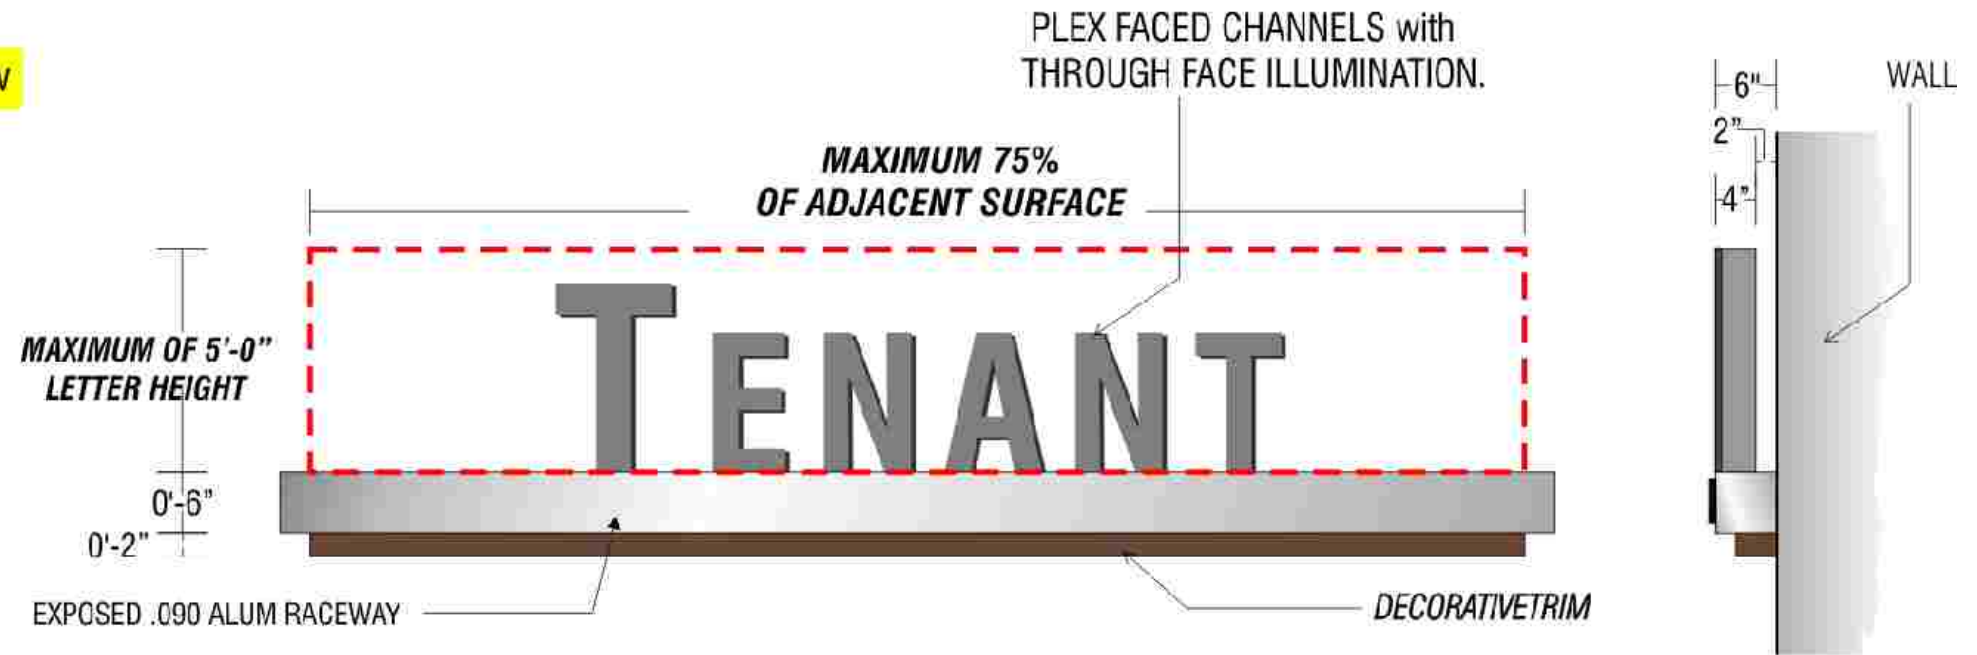 PLEX FACED CHANNELS with
THROUGH FACE ILLUMINATION.
6"
WALL
2"
MAXIMUM 75%
OF ADJACENT SURFACE
4"
TENANT
MAXIMUM OF 5'-0"
LETTER HEIGHT
0'-6"
0'-2"
EXPOSED .090 ALUM RACEWAY
DECORATIVETRIM